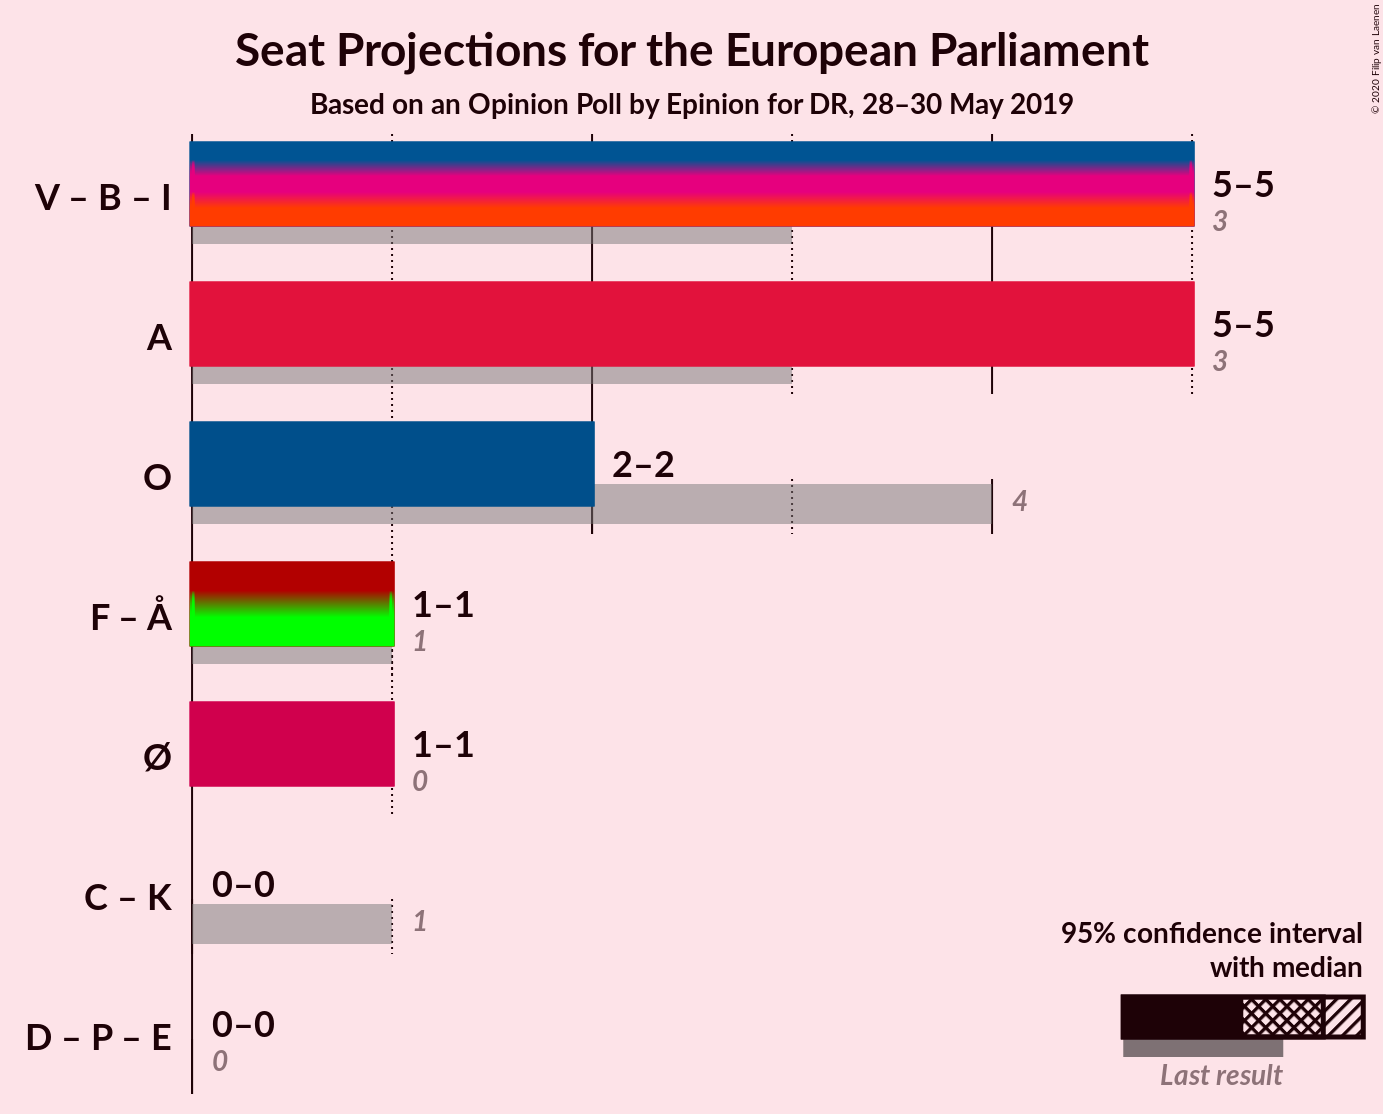 Seat Projections for the European Parliament
Based on an Opinion Poll by Epinion for DR, 28–30 May 2019
© 2020 Filip van Laenen
V – B – I
5–5
3
A
5–5
3
O
2–2
4
F – Å
1–1
1
Ø
1–1
0
C – K
0–0
1
D – P – E
0–0
0
95% confidence interval
with median
Last result